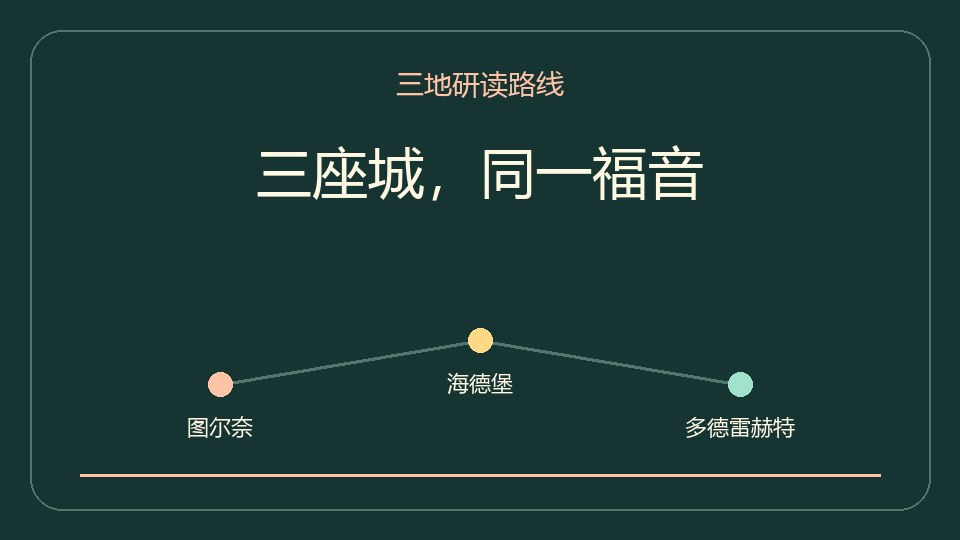 三地研读路线
三座城，同一福音
海德堡
图尔奈
多德雷赫特